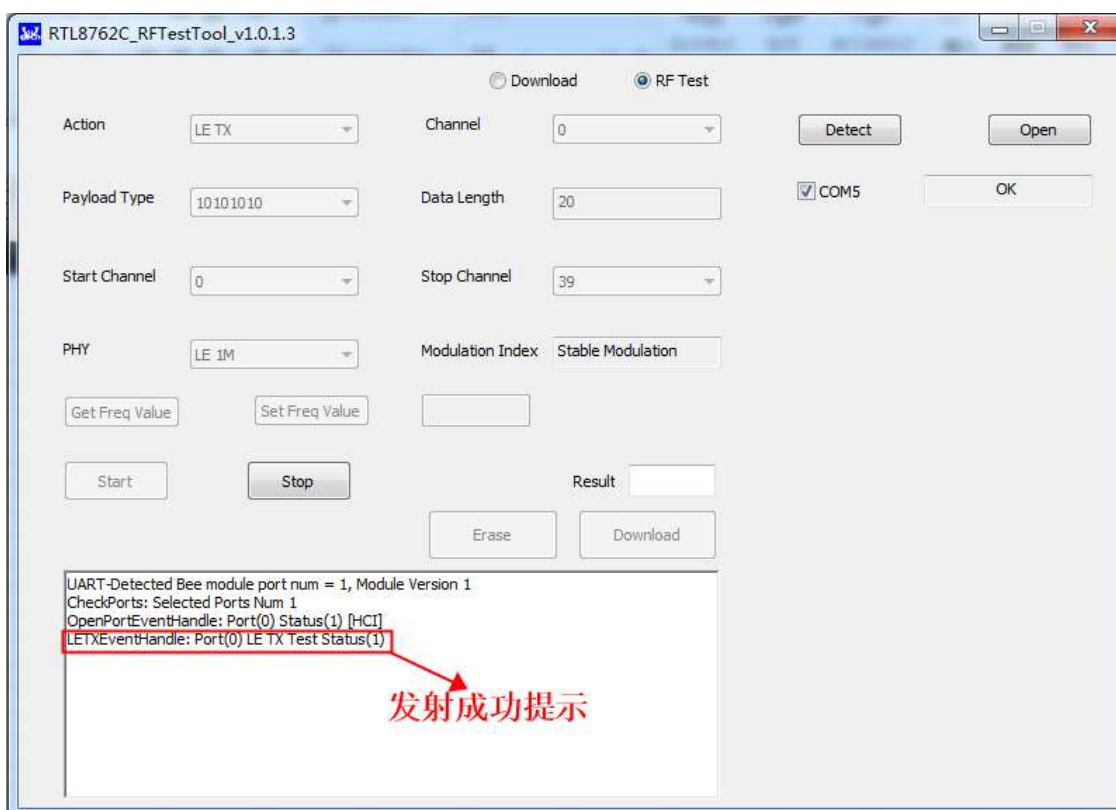 RTL8762C_RFTestTool_v1.0.1.3
Download RF Test
Action LE TX Channel 0 Detect Open
Payload Type 10101010 Data Length 20 COM5 OK
Start Channel 0 Stop Channel 39
PHY LE 1M Modulation Index Stable Modulation
Get Freq Value Set Freq Value
Start Stop Result
Erase Download
UART-Detected Bee module port num = 1, Module Version 1
CheckPorts: Selected Ports Num 1
OpenPortEventHandle: Port(0) Status(1) [HCI]
LETXEventHandle: Port(0) LE TX Test Status(1)
发射成功提示